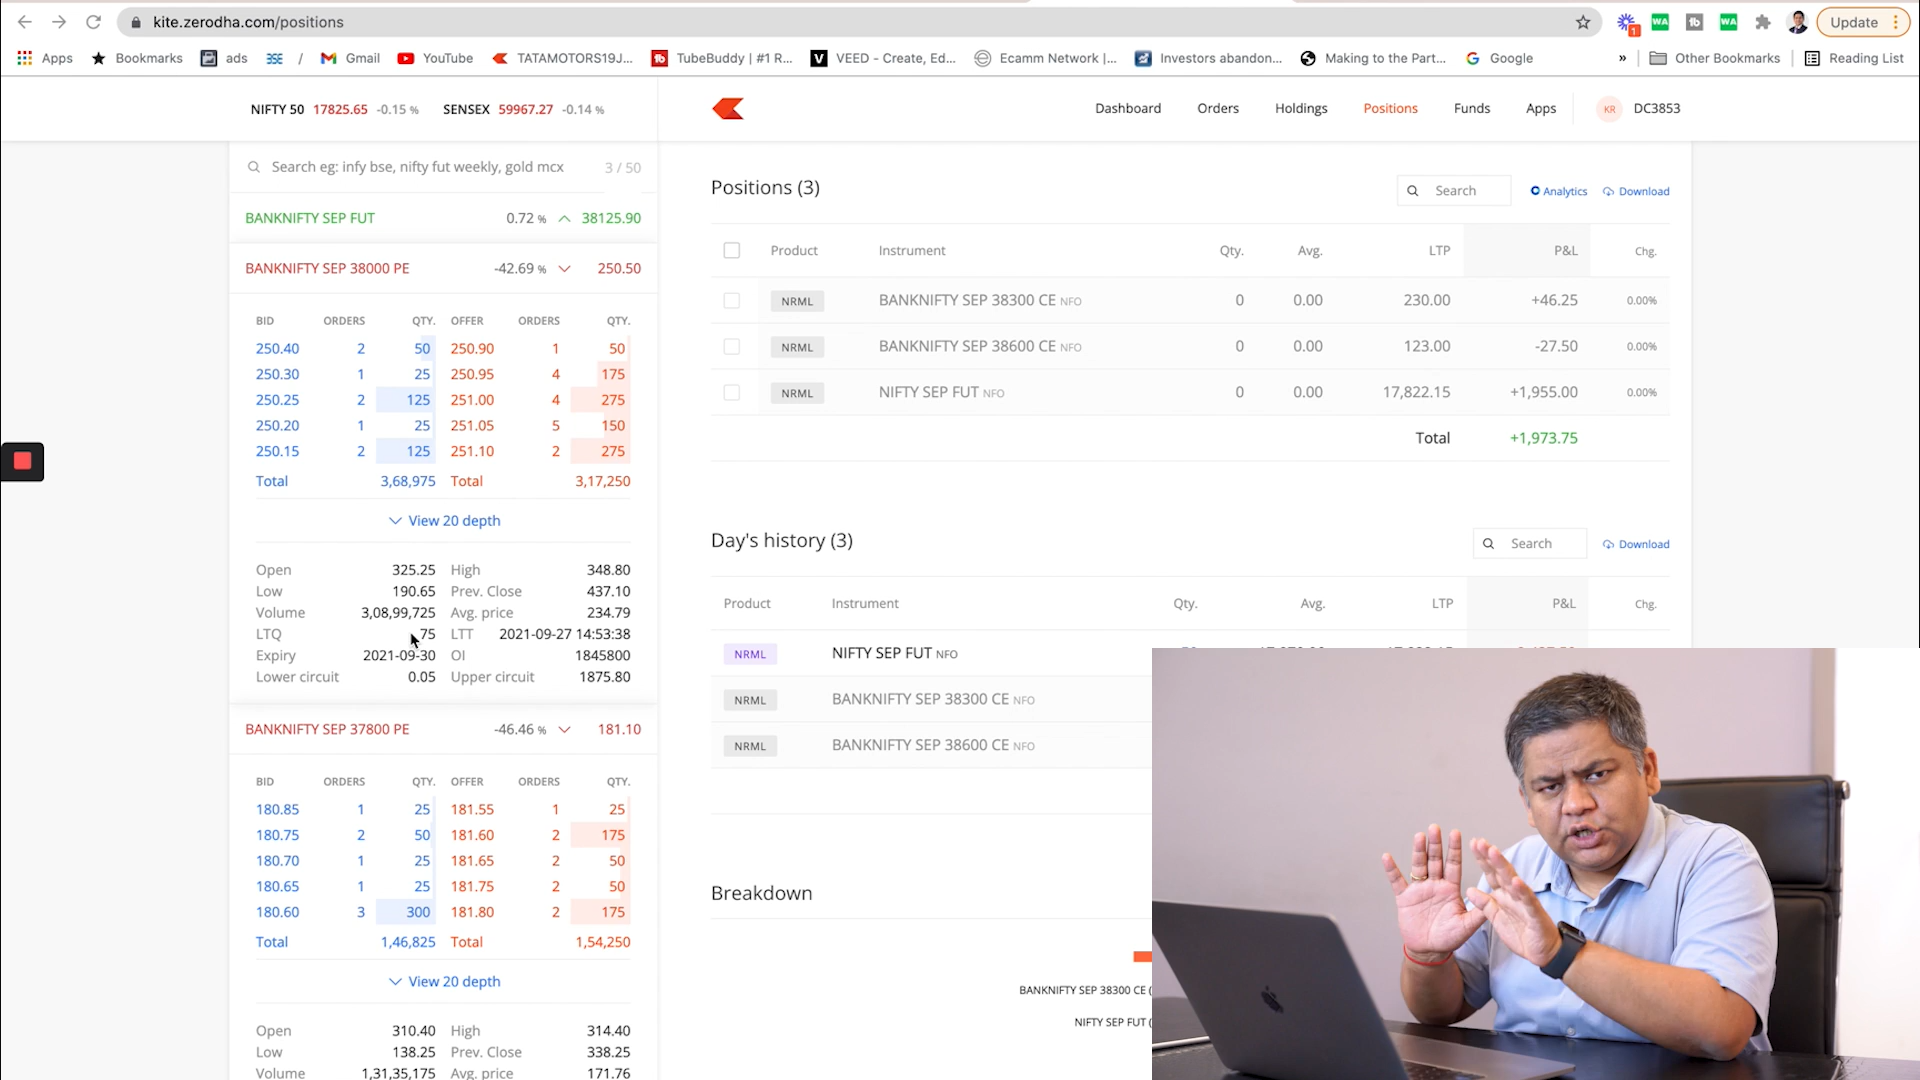 kite.zerodha.com/positions
1
WA
tb
WA
Update
Apps
Bookmarks
ads
/
Gmail
YouTube
TATAMOTORS19J...
TubeBuddy | #1 R...
VEED - Create, Ed...
Ecamm Network |...
Investors abandon...
Making to the Part...
Google
»
Other Bookmarks
Reading List
NIFTY 50 17825.65 -0.15 % SENSEX 59967.27 -0.14 %
Dashboard Orders Holdings Positions Funds Apps KR DC3853
Search eg: infy bse, nifty fut weekly, gold mcx 3 / 50
BANKNIFTY SEP FUT 0.72 % 38125.90
BANKNIFTY SEP 38000 PE -42.69 % 250.50
BID ORDERS QTY. OFFER ORDERS QTY.
250.40 2 50 250.90 1 50
250.30 1 25 250.95 4 175
250.25 2 125 251.00 4 275
250.20 1 25 251.05 5 150
250.15 2 125 251.10 2 275
Total 3,68,975 Total 3,17,250
View 20 depth
Open 325.25 High 348.80
Low 190.65 Prev. Close 437.10
Volume 3,08,99,725 Avg. price 234.79
LTQ 75 LTT 2021-09-27 14:53:38
Expiry 2021-09-30 OI 1845800
Lower circuit 0.05 Upper circuit 1875.80
BANKNIFTY SEP 37800 PE -46.46 % 181.10
BID ORDERS QTY. OFFER ORDERS QTY.
180.85 1 25 181.55 1 25
180.75 2 50 181.60 2 175
180.70 1 25 181.65 2 50
180.65 1 25 181.75 2 50
180.60 3 300 181.80 2 175
Total 1,46,825 Total 1,54,250
View 20 depth
Open 310.40 High 314.40
Low 138.25 Prev. Close 338.25
Volume 1,31,35,175 Avg. price 171.76
Positions (3)
Search Analytics Download
Product Instrument Qty. Avg. LTP P&L Chg.
NRML BANKNIFTY SEP 38300 CE NFO 0 0.00 230.00 +46.25 0.00%
NRML BANKNIFTY SEP 38600 CE NFO 0 0.00 123.00 -27.50 0.00%
NRML NIFTY SEP FUT NFO 0 0.00 17,822.15 +1,955.00 0.00%
Total +1,973.75
Day's history (3)
Search Download
Product Instrument Qty. Avg. LTP P&L Chg.
NRML NIFTY SEP FUT NFO
NRML BANKNIFTY SEP 38300 CE NFO
NRML BANKNIFTY SEP 38600 CE NFO
Breakdown
BANKNIFTY SEP 38300 CE (
NIFTY SEP FUT (